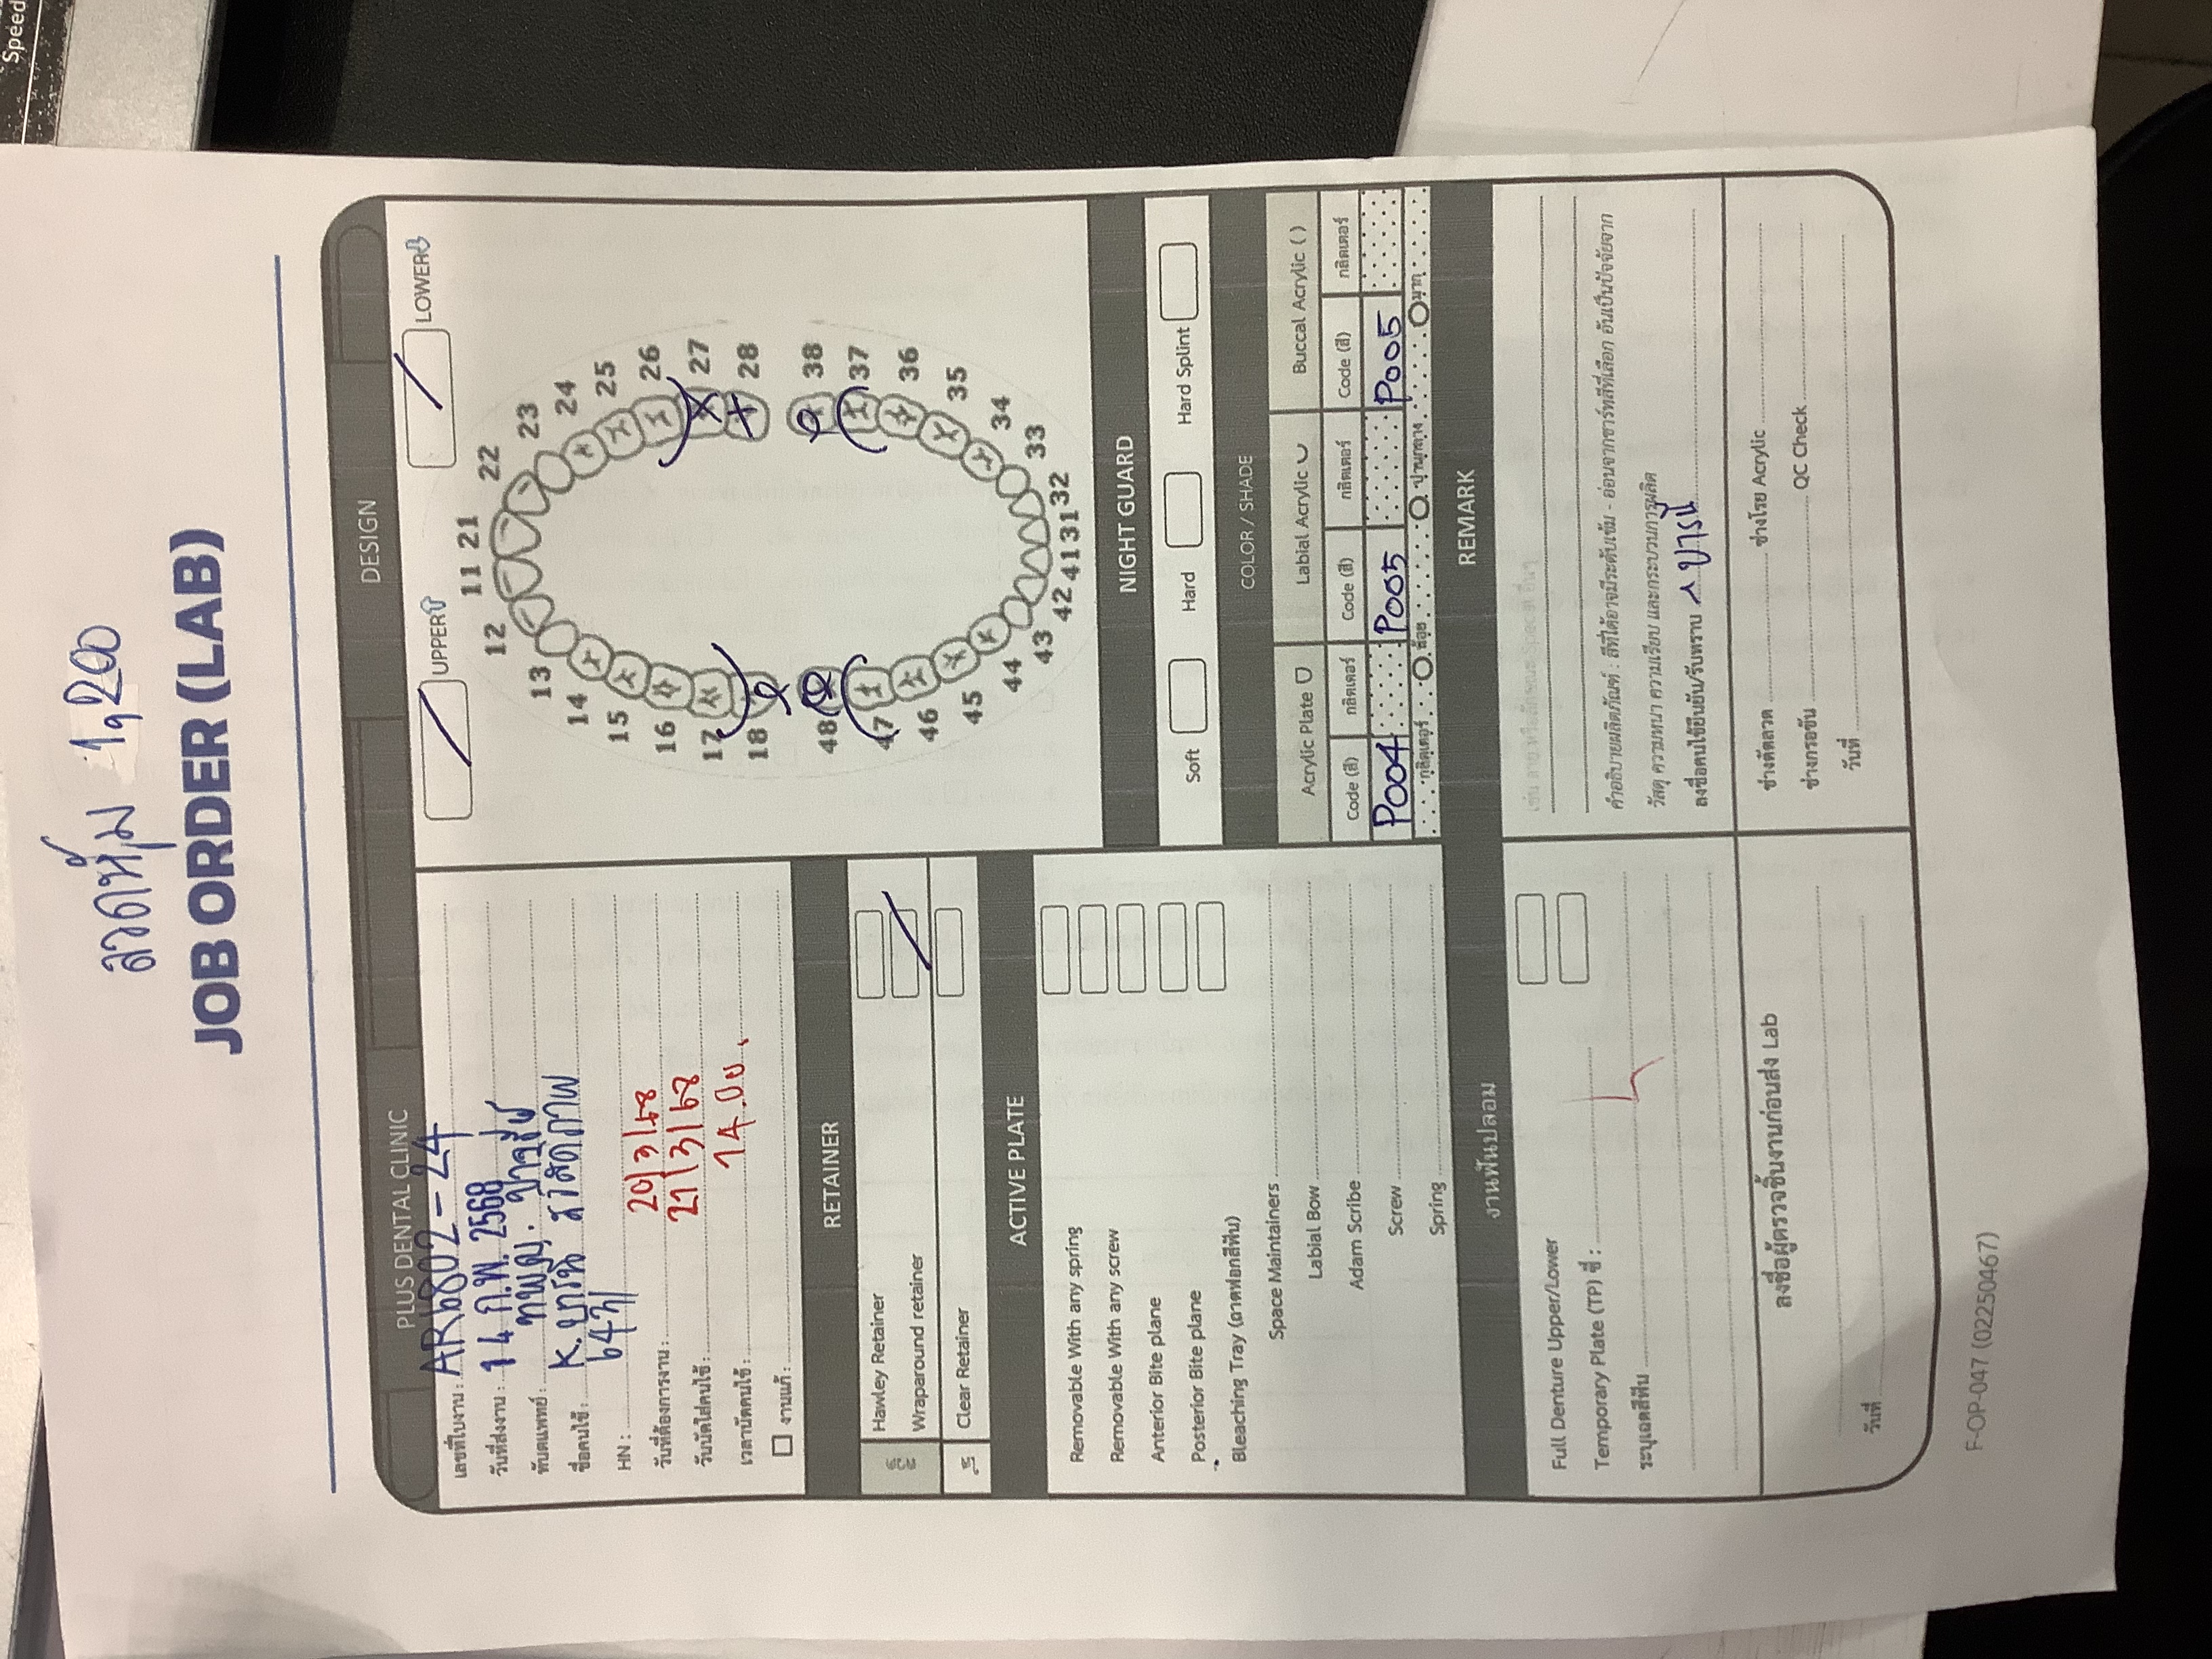 Speed
ลวดหุ้ม 1,200
JOB ORDER (LAB)
PLUS DENTAL CLINIC
เลขที่ใบงาน : AR6802-24
วันที่ส่งงาน : 14 ก.พ. 2568
ทันตแพทย์ : ทพญ. ปาจรีย์
ชื่อคนไข้ : K. บารนี สวัสดิภาพ
HN : 6431
วันที่ต้องการงาน : 20/3/68
วันนัดใส่คนไข้ : 21/3/68
เวลานัดคนไข้ : 14.00
งานแก้ :
RETAINER
ลวด
Hawley Retainer
Wraparound retainer
ใส
Clear Retainer
ACTIVE PLATE
Removable With any spring
Removable With any screw
Anterior Bite plane
Posterior Bite plane
Bleaching Tray (ถาดฟอกสีฟัน)
Space Maintainers
Labial Bow
Adam Scribe
Screw
Spring
งานฟันปลอม
Full Denture Upper/Lower
Temporary Plate (TP) ซี่ :
ระบุเฉดสีฟัน
ลงชื่อผู้ตรวจชิ้นงานก่อนส่ง Lab
วันที่
DESIGN
UPPER LOWER
11 21
12 22
13 23
14 24
15 25
16 26
17 27
18 28
48 38
47 37
46 36
45 35
44 34
43 33
42 41 31 32
NIGHT GUARD
Soft Hard Hard Splint
COLOR / SHADE
Acrylic Plate Labial Acrylic Buccal Acrylic ( )
Code (สี) กลิตเตอร์ Code (สี) กลิตเตอร์ Code (สี) กลิตเตอร์
P004 P005 P005
กลิตเตอร์ น้อย ปานกลาง มาก
REMARK
เช่น ลาย หรือลักษณะ Special อื่นๆ
คำอธิบายผลิตภัณฑ์ : สีที่ได้อาจมีระดับเข้ม - อ่อนจากชาร์ทสีที่เลือก อันเป็นปัจจัยจาก
วัสดุ ความหนา ความเรียบ และกระบวนการผลิต
ลงชื่อคนไข้ยืนยัน/รับทราบ บารนี
ช่างดัดลวด ช่างโรย Acrylic
ช่างกรอขัน QC Check
วันที่
F-OP-047 (02250467)